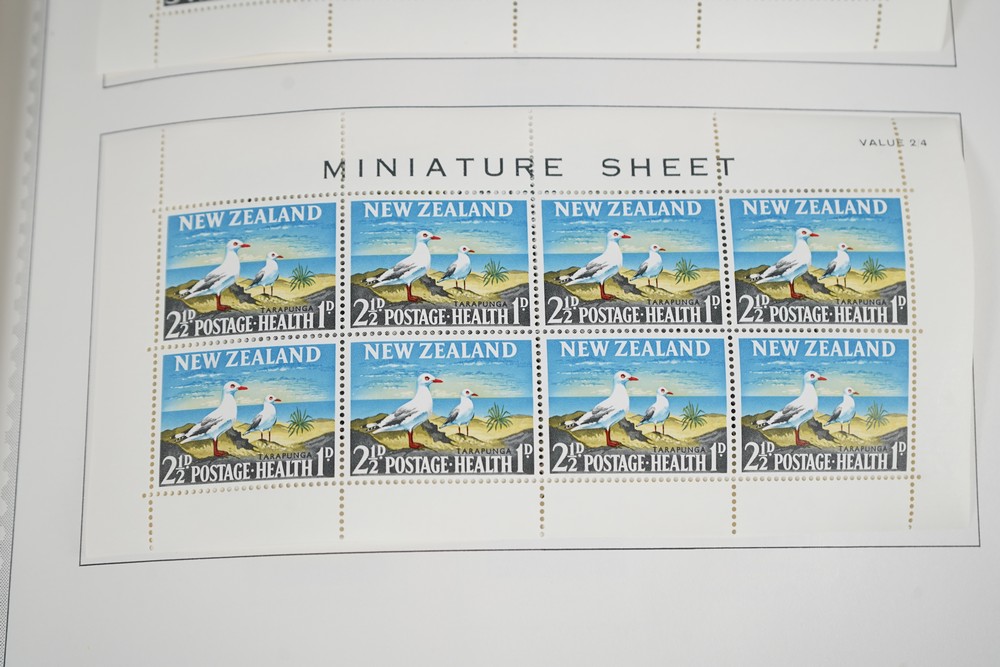 MINIATURE SHEET
VALUE 2/4
NEW ZEALAND NEW ZEALAND NEW ZEALAND NEW ZEALAND
TARAPUNGA TARAPUNGA TARAPUNGA TARAPUNGA
2½D POSTAGE·HEALTH 1D 2½D POSTAGE·HEALTH 1D 2½D POSTAGE·HEALTH 1D 2½D POSTAGE·HEALTH 1D
NEW ZEALAND NEW ZEALAND NEW ZEALAND NEW ZEALAND
TARAPUNGA TARAPUNGA TARAPUNGA TARAPUNGA
2½D POSTAGE·HEALTH 1D 2½D POSTAGE·HEALTH 1D 2½D POSTAGE·HEALTH 1D 2½D POSTAGE·HEALTH 1D